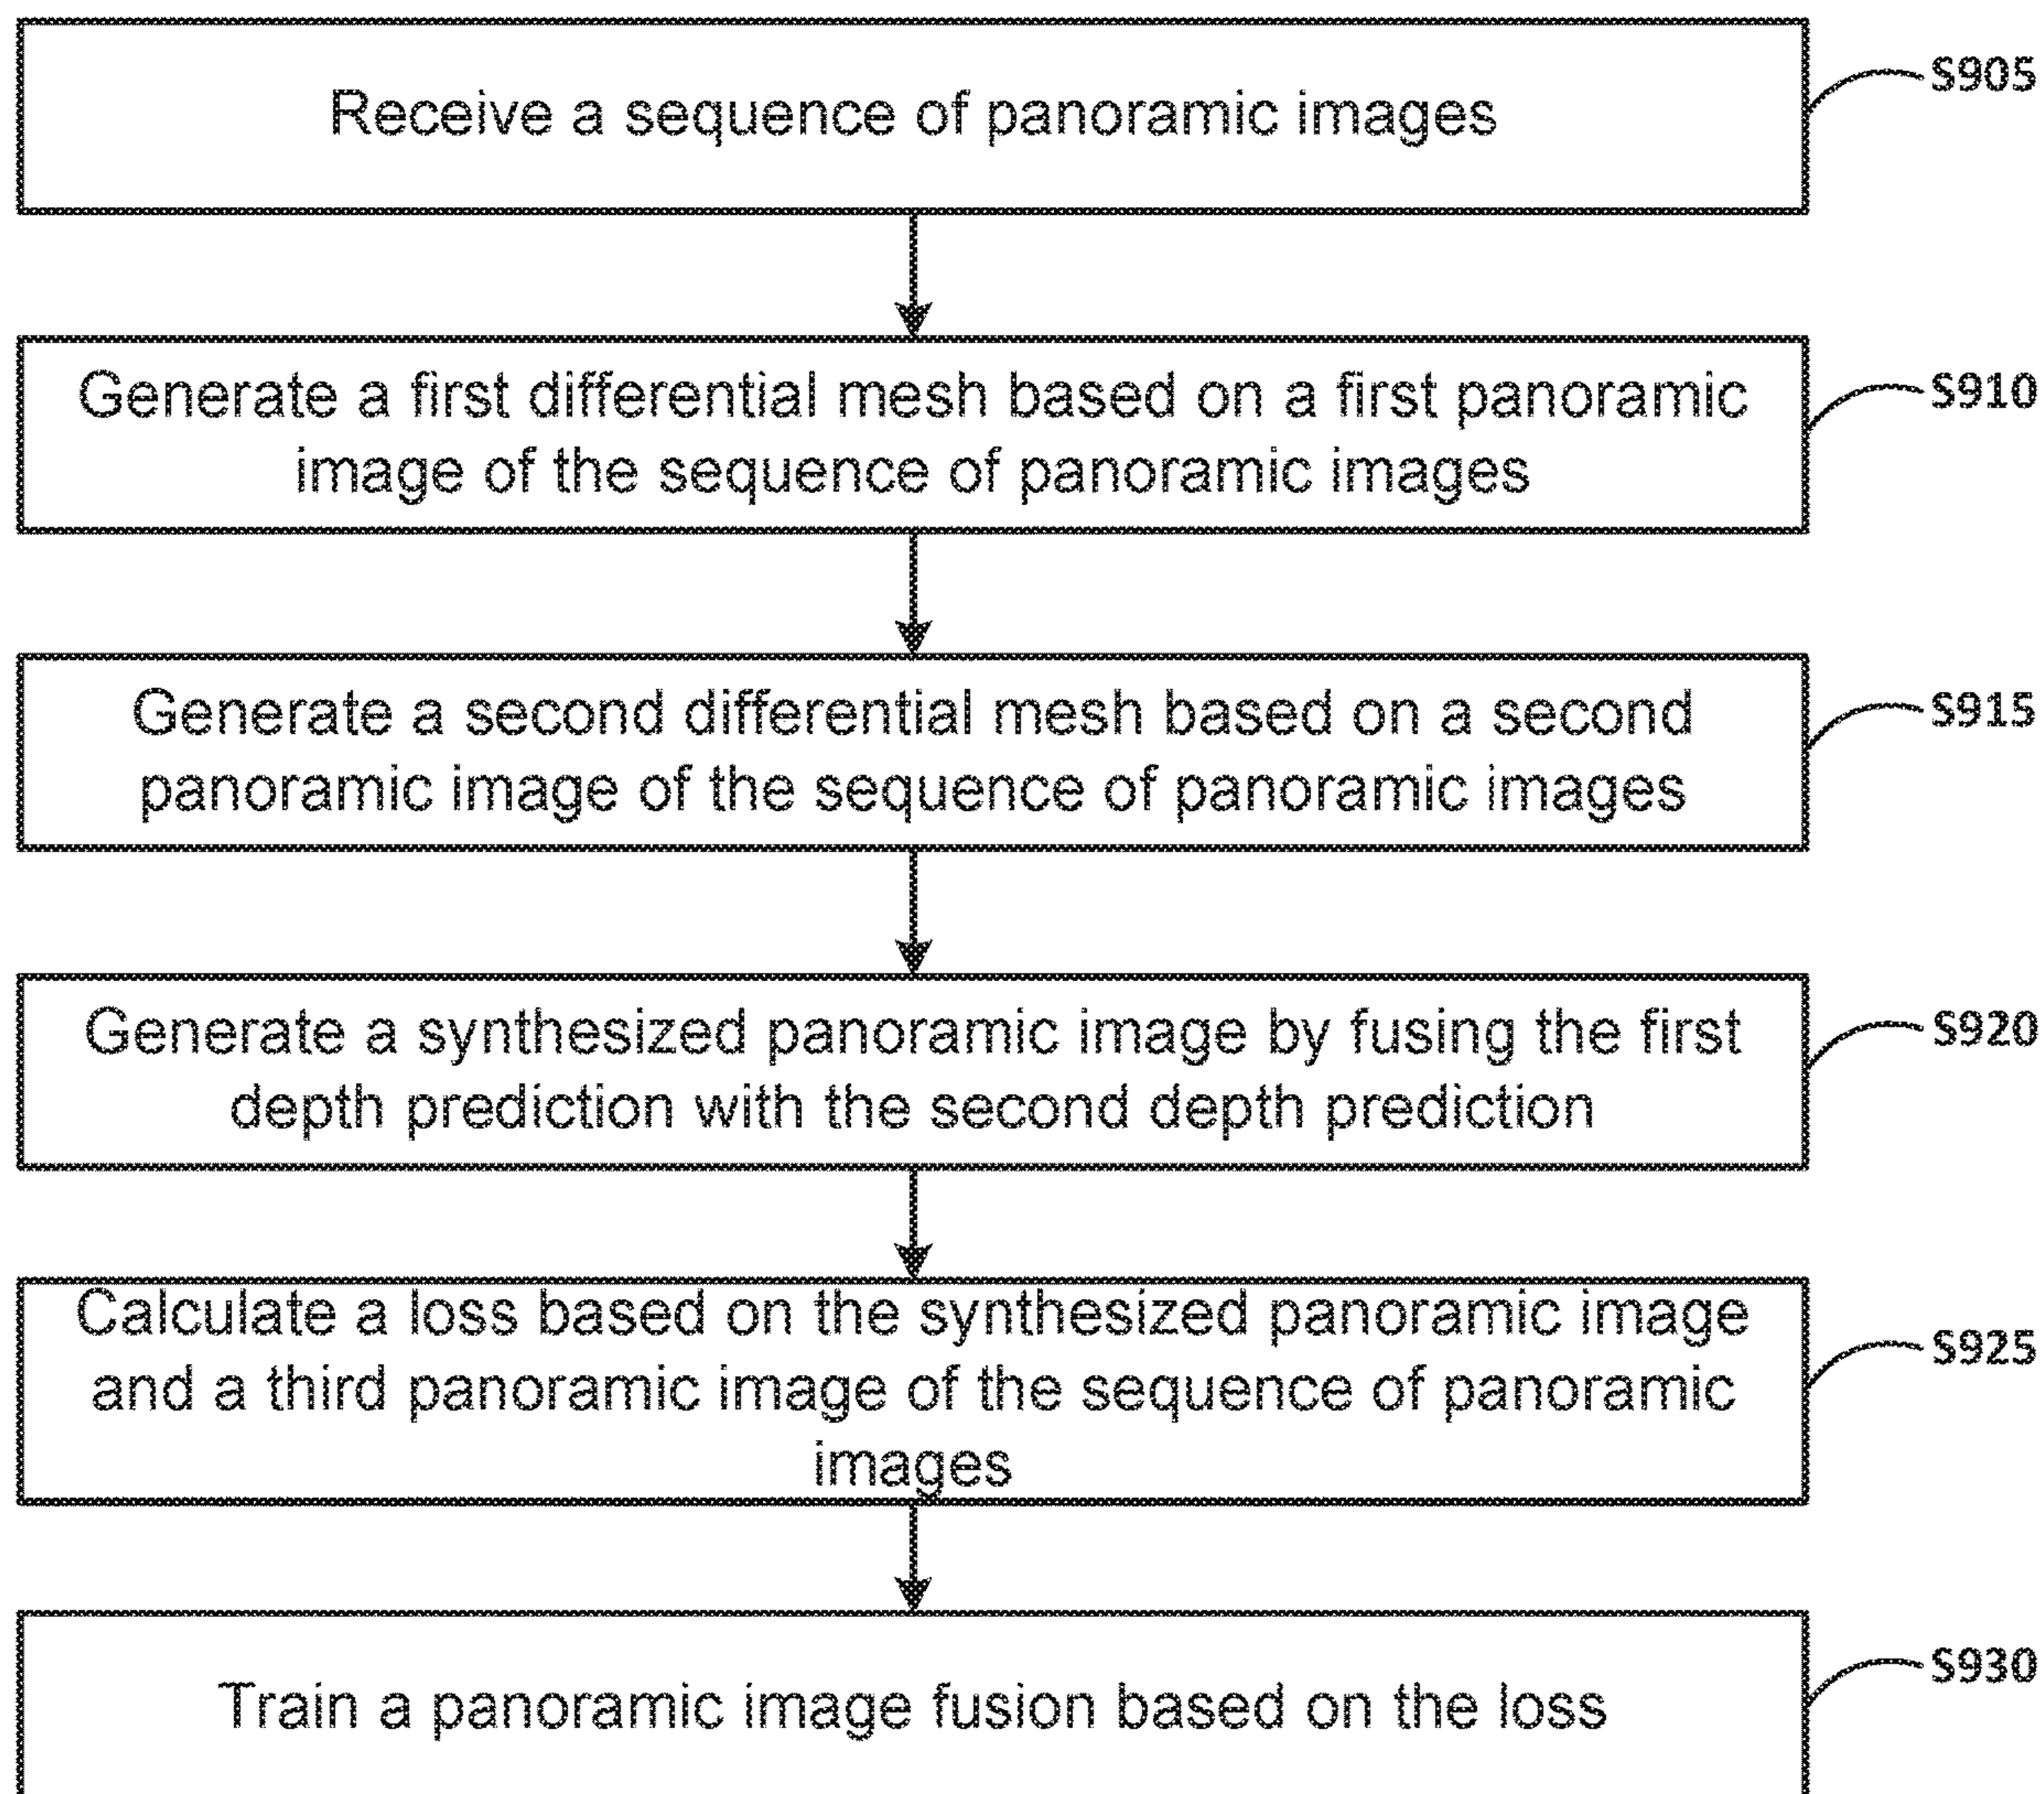 Receive a sequence of panoramic images
S905
Generate a first differential mesh based on a first panoramic
image of the sequence of panoramic images
S910
Generate a second differential mesh based on a second
panoramic image of the sequence of panoramic images
S915
Generate a synthesized panoramic image by fusing the first
depth prediction with the second depth prediction
S920
Calculate a loss based on the synthesized panoramic image
and a third panoramic image of the sequence of panoramic
images
S925
Train a panoramic image fusion based on the loss
S930